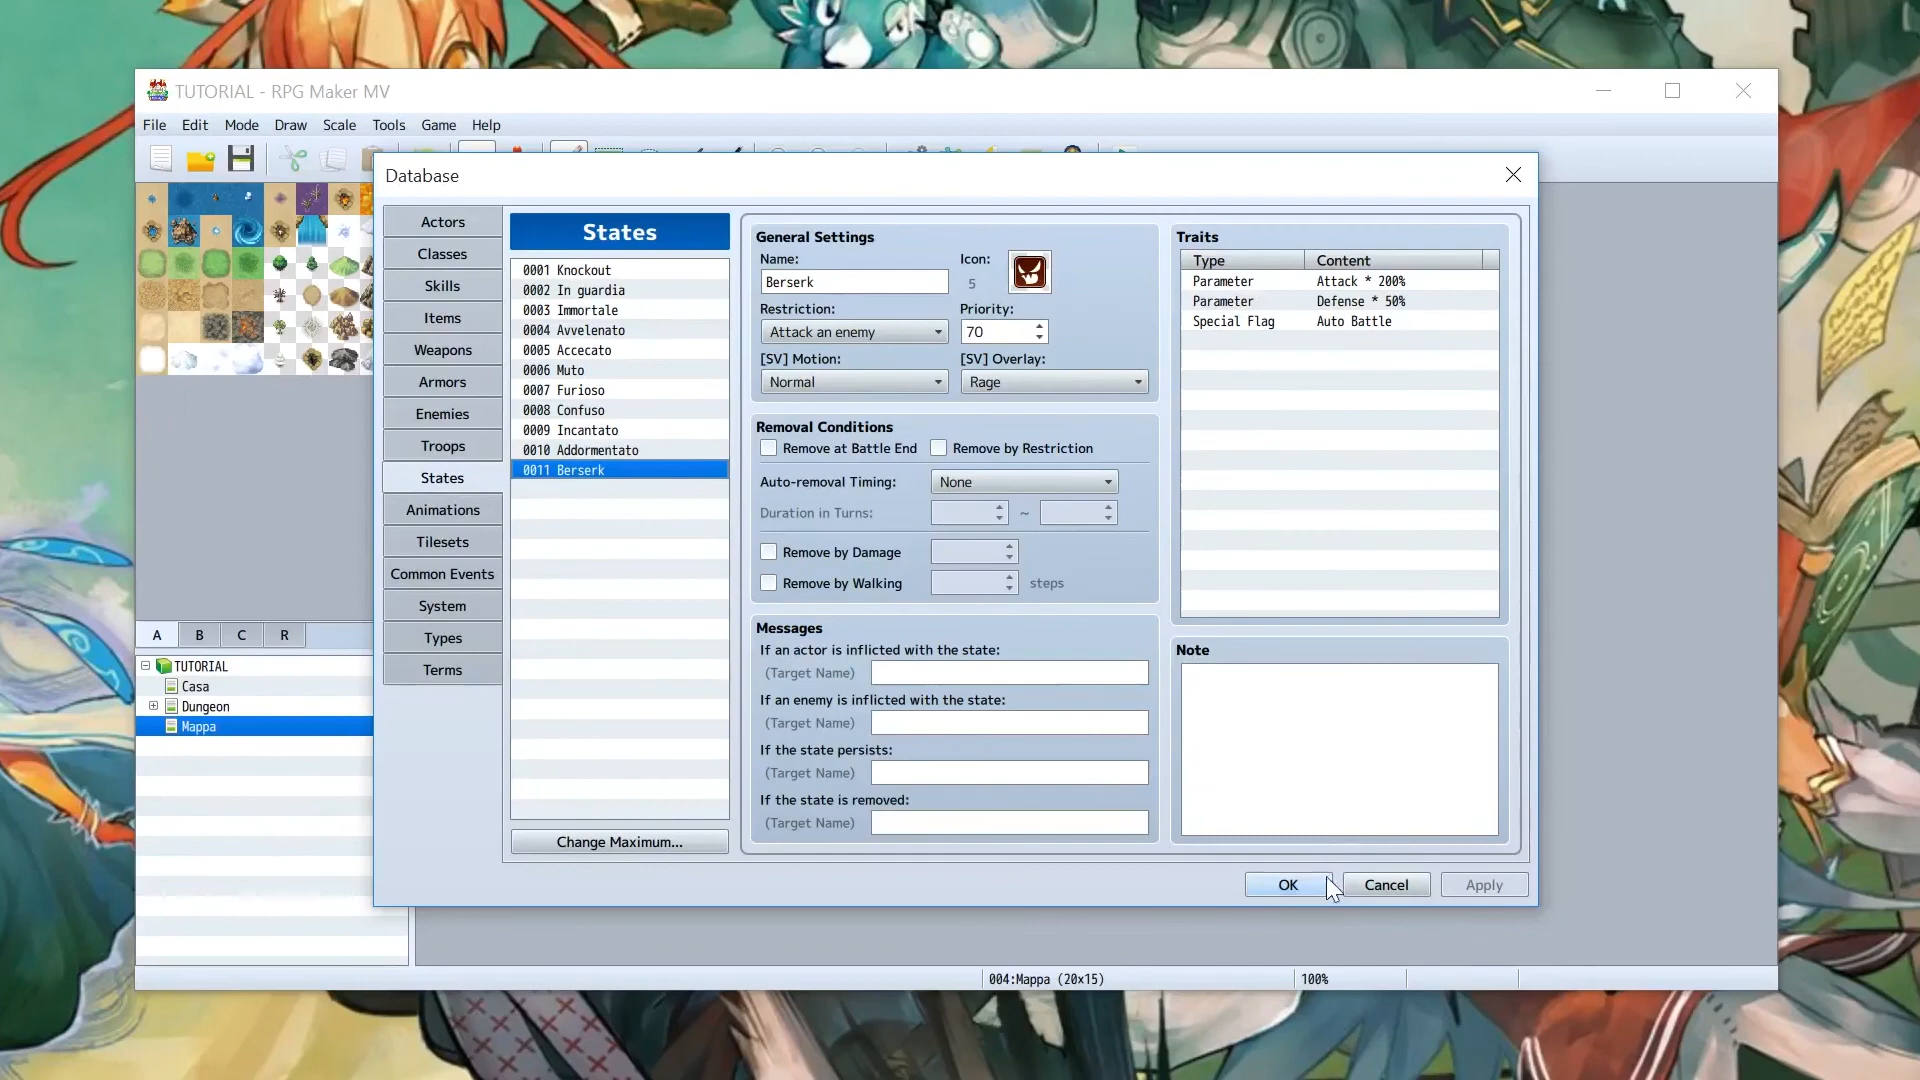 TUTORIAL - RPG Maker MV
File Edit Mode Draw Scale Tools Game Help
Database
Actors
Classes
Skills
Items
Weapons
Armors
Enemies
Troops
States
Animations
Tilesets
Common Events
System
Types
Terms
States
0001 Knockout
0002 In guardia
0003 Immortale
0004 Avvelenato
0005 Accecato
0006 Muto
0007 Furioso
0008 Confuso
0009 Incantato
0010 Addormentato
0011 Berserk
Change Maximum...
General Settings
Name: Icon:
Berserk 5
Restriction: Priority:
Attack an enemy 70
[SV] Motion: [SV] Overlay:
Normal Rage
Removal Conditions
Remove at Battle End Remove by Restriction
Auto-removal Timing: None
Duration in Turns: ~
Remove by Damage
Remove by Walking steps
Messages
If an actor is inflicted with the state:
(Target Name)
If an enemy is inflicted with the state:
(Target Name)
If the state persists:
(Target Name)
If the state is removed:
(Target Name)
Traits
Type Content
Parameter Attack * 200%
Parameter Defense * 50%
Special Flag Auto Battle
Note
OK Cancel Apply
A B C R
TUTORIAL
Casa
Dungeon
Mappa
004:Mappa (20x15) 100%